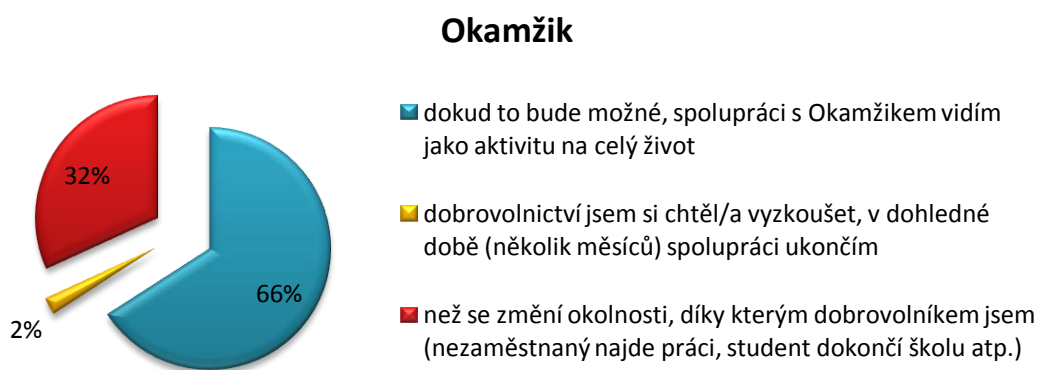 Okamžik
dokud to bude možné, spolupráci s Okamžikem vidím
jako aktivitu na celý život
32%
dobrovolnictví jsem si chtěl/a vyzkoušet, v dohledné
době (několik měsíců) spolupráci ukončím
66%
2%
než se změní okolnosti, díky kterým dobrovolníkem jsem
(nezaměstnaný najde práci, student dokončí školu atp.)